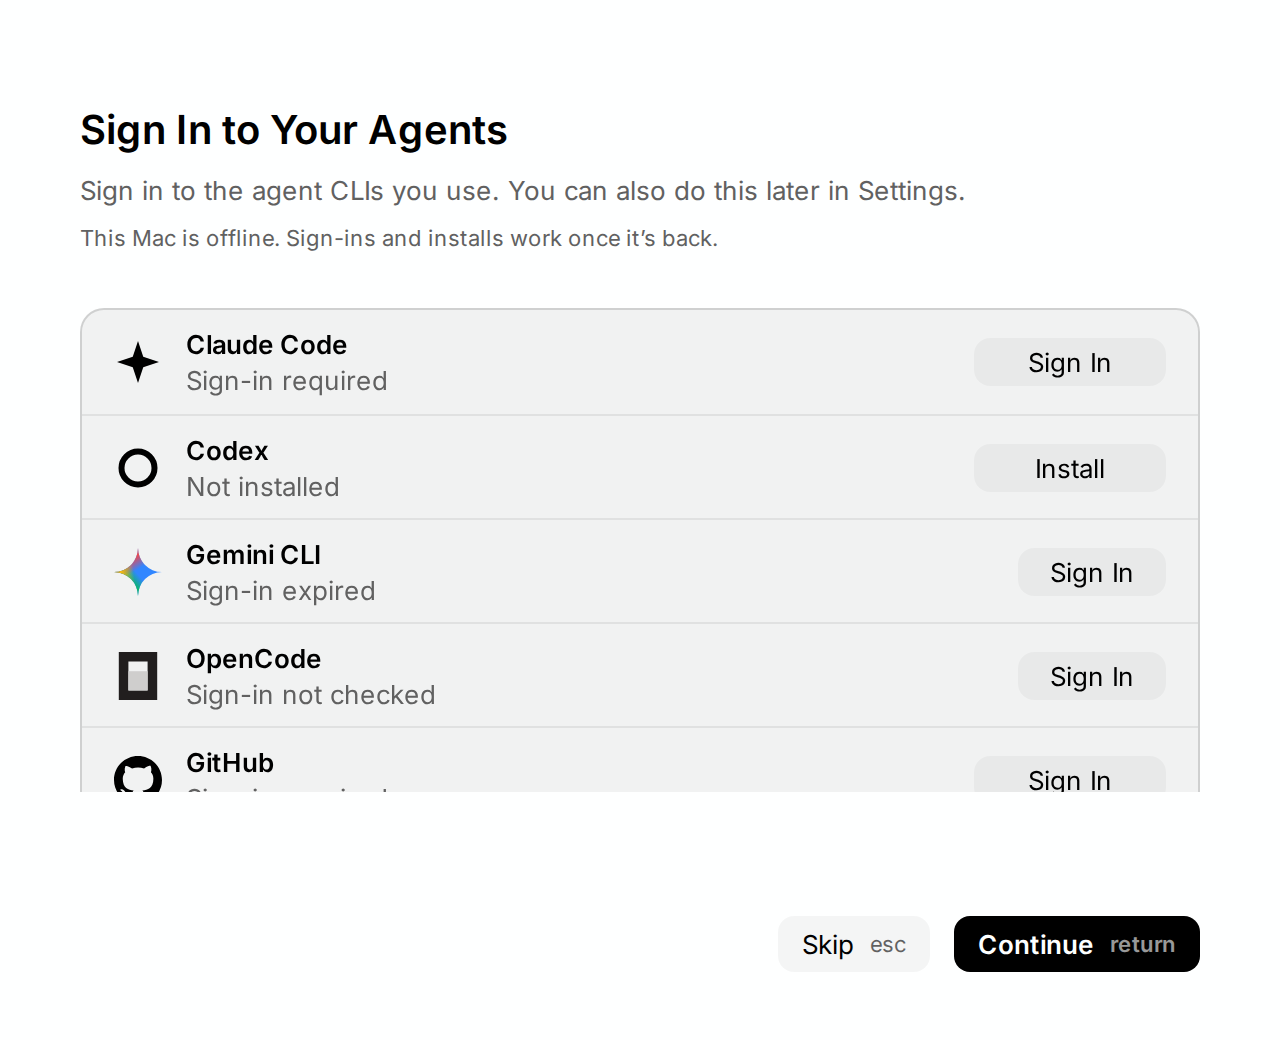 Sign In to Your Agents
Sign in to the agent CLIs you use. You can also do this later in Settings.
This Mac is offline. Sign-ins and installs work once it’s back.
Claude Code
Sign-in required
Sign In
Codex
Not installed
Install
Gemini CLI
Sign-in expired
Sign In
OpenCode
Sign-in not checked
Sign In
GitHub
Sign In
Skip esc
Continue return